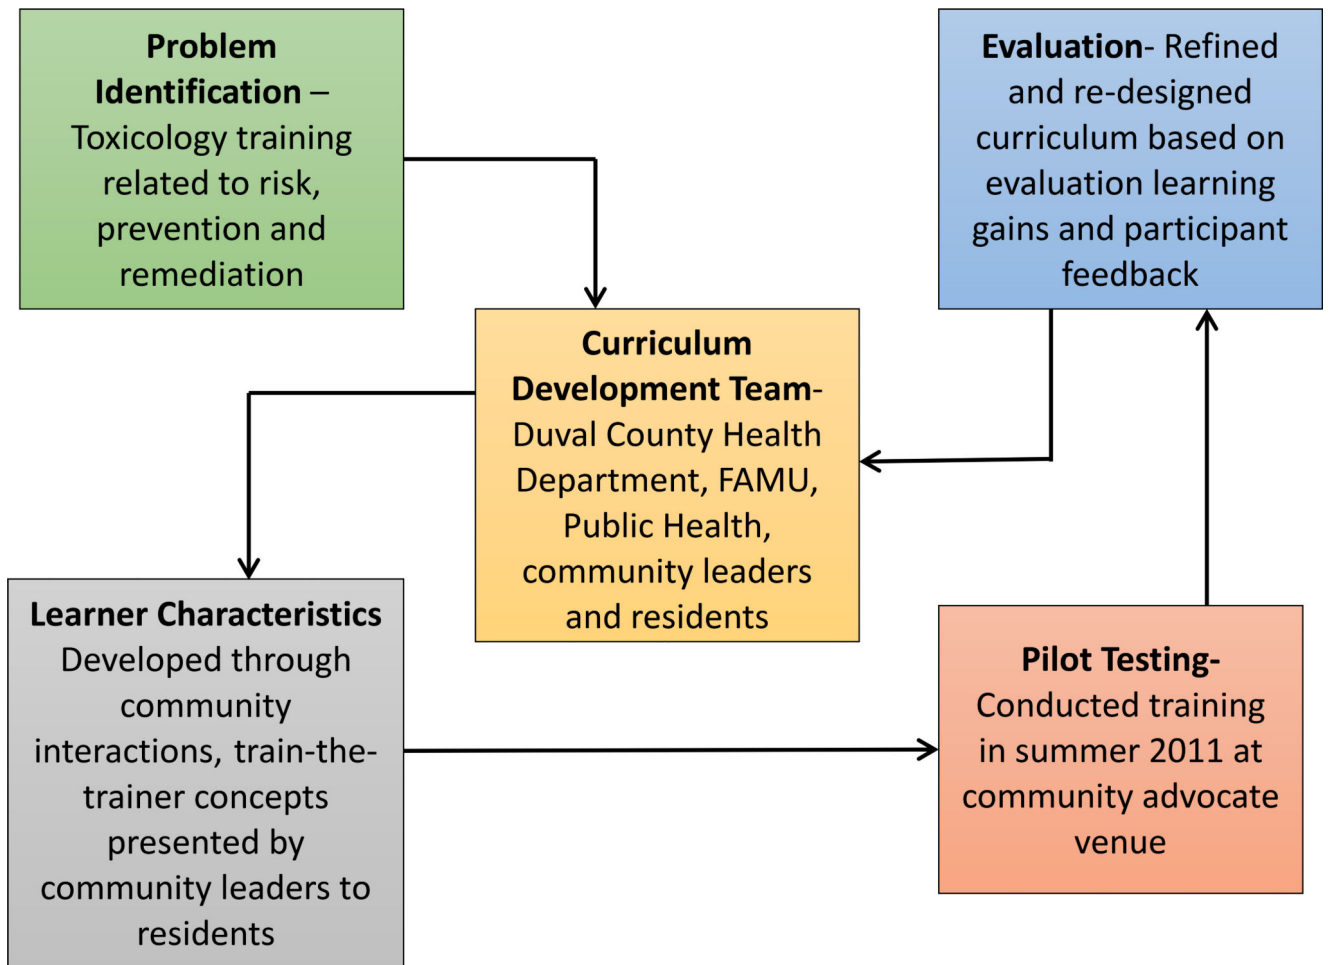 Problem
Identification –
Toxicology training
related to risk,
prevention and
remediation
Evaluation- Refined
and re-designed
curriculum based on
evaluation learning
gains and participant
feedback
Curriculum
Development Team-
Duval County Health
Department, FAMU,
Public Health,
community leaders
and residents
Learner Characteristics
Developed through
community
interactions, train-the-
trainer concepts
presented by
community leaders to
residents
Pilot Testing-
Conducted training
in summer 2011 at
community advocate
venue